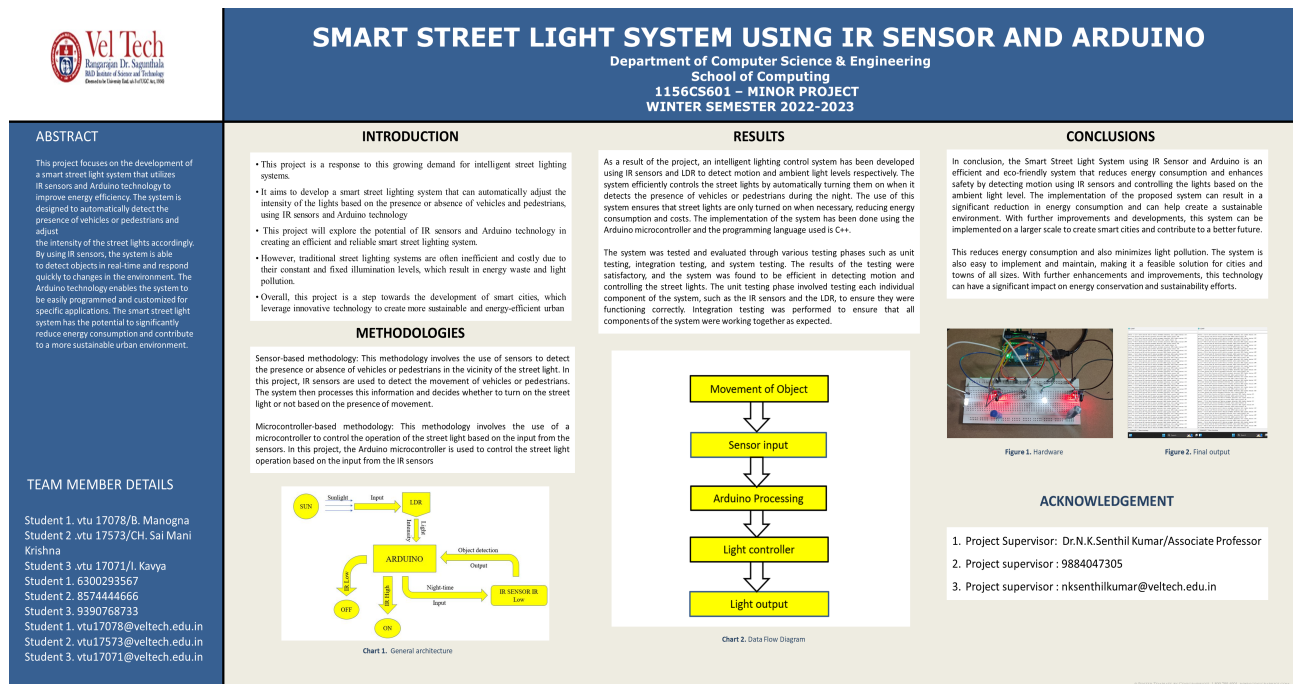 Vel Tech
Rangarajan Dr. Sagunthala
R&D Institute of Science and Technology
(Deemed to be University Estd. u/s 3 of UGC Act, 1956)
SMART STREET LIGHT SYSTEM USING IR SENSOR AND ARDUINO
Department of Computer Science & Engineering
School of Computing
1156CS601 – MINOR PROJECT
WINTER SEMESTER 2022-2023
ABSTRACT
This project focuses on the development of
a smart street light system that utilizes
IR sensors and Arduino technology to
improve energy efficiency. The system is
designed to automatically detect the
presence of vehicles or pedestrians and
adjust
the intensity of the street lights accordingly.
By using IR sensors, the system is able
to detect objects in real-time and respond
quickly to changes in the environment. The
Arduino technology enables the system to
be easily programmed and customized for
specific applications. The smart street light
system has the potential to significantly
reduce energy consumption and contribute
to a more sustainable urban environment.
TEAM MEMBER DETAILS
Student 1. vtu 17078/B. Manogna
Student 2 .vtu 17573/CH. Sai Mani
Krishna
Student 3 .vtu 17071/I. Kavya
Student 1. 6300293567
Student 2. 8574444666
Student 3. 9390768733
Student 1. vtu17078@veltech.edu.in
Student 2. vtu17573@veltech.edu.in
Student 3. vtu17071@veltech.edu.in
INTRODUCTION
• This project is a response to this growing demand for intelligent street lighting
systems.
• It aims to develop a smart street lighting system that can automatically adjust the
intensity of the lights based on the presence or absence of vehicles and pedestrians,
using IR sensors and Arduino technology
• This project will explore the potential of IR sensors and Arduino technology in
creating an efficient and reliable smart street lighting system.
• However, traditional street lighting systems are often inefficient and costly due to
their constant and fixed illumination levels, which result in energy waste and light
pollution.
• Overall, this project is a step towards the development of smart cities, which
leverage innovative technology to create more sustainable and energy-efficient urban
METHODOLOGIES
Sensor-based methodology: This methodology involves the use of sensors to detect
the presence or absence of vehicles or pedestrians in the vicinity of the street light. In
this project, IR sensors are used to detect the movement of vehicles or pedestrians.
The system then processes this information and decides whether to turn on the street
light or not based on the presence of movement.
Microcontroller-based methodology: This methodology involves the use of a
microcontroller to control the operation of the street light based on the input from the
sensors. In this project, the Arduino microcontroller is used to control the street light
operation based on the input from the IR sensors
SUN
Sunlight
Input
LDR
Light
Intensity
ARDUINO
Object detection
Output
IR Low
IR High
Night-time
Input
IR SENSOR IR
Low
OFF
ON
Chart 1. General architecture
RESULTS
As a result of the project, an intelligent lighting control system has been developed
using IR sensors and LDR to detect motion and ambient light levels respectively. The
system efficiently controls the street lights by automatically turning them on when it
detects the presence of vehicles or pedestrians during the night. The use of this
system ensures that street lights are only turned on when necessary, reducing energy
consumption and costs. The implementation of the system has been done using the
Arduino microcontroller and the programming language used is C++.
The system was tested and evaluated through various testing phases such as unit
testing, integration testing, and system testing. The results of the testing were
satisfactory, and the system was found to be efficient in detecting motion and
controlling the street lights. The unit testing phase involved testing each individual
component of the system, such as the IR sensors and the LDR, to ensure they were
functioning correctly. Integration testing was performed to ensure that all
components of the system were working together as expected.
Movement of Object
Sensor input
Arduino Processing
Light controller
Light output
Chart 2. Data Flow Diagram
CONCLUSIONS
In conclusion, the Smart Street Light System using IR Sensor and Arduino is an
efficient and eco-friendly system that reduces energy consumption and enhances
safety by detecting motion using IR sensors and controlling the lights based on the
ambient light level. The implementation of the proposed system can result in a
significant reduction in energy consumption and can help create a sustainable
environment. With further improvements and developments, this system can be
implemented on a larger scale to create smart cities and contribute to a better future.
This reduces energy consumption and also minimizes light pollution. The system is
also easy to implement and maintain, making it a feasible solution for cities and
towns of all sizes. With further enhancements and improvements, this technology
can have a significant impact on energy conservation and sustainability efforts.
Figure 1. Hardware
Figure 2. Final output
ACKNOWLEDGEMENT
1. Project Supervisor: Dr.N.K.Senthil Kumar/Associate Professor
2. Project supervisor : 9884047305
3. Project supervisor : nksenthilkumar@veltech.edu.in